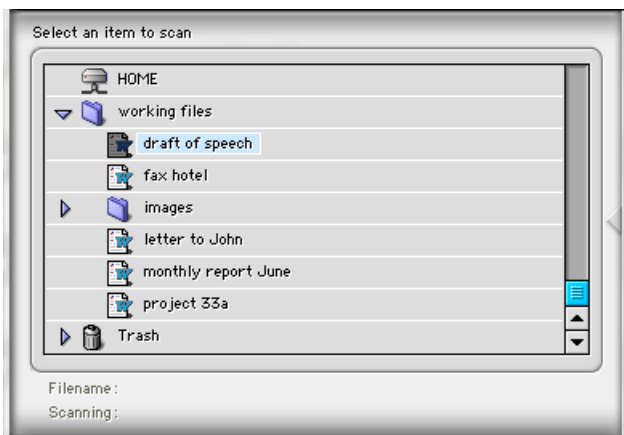 Select an item to scan
HOME
working files
draft of speech
fax hotel
images
letter to John
monthly report June
project 33a
Trash
Filename:
Scanning: